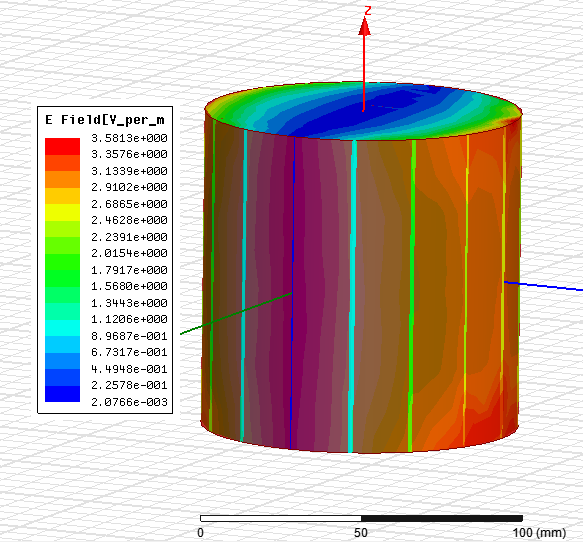 Z
E Field[V_per_m
3.5813e+000
3.3576e+000
3.1339e+000
2.9102e+000
2.6865e+000
2.4628e+000
2.2391e+000
2.0154e+000
1.7917e+000
1.5680e+000
1.3443e+000
1.1206e+000
8.9687e-001
6.7317e-001
4.4948e-001
2.2578e-001
2.0766e-003
0 50 100 (mm)